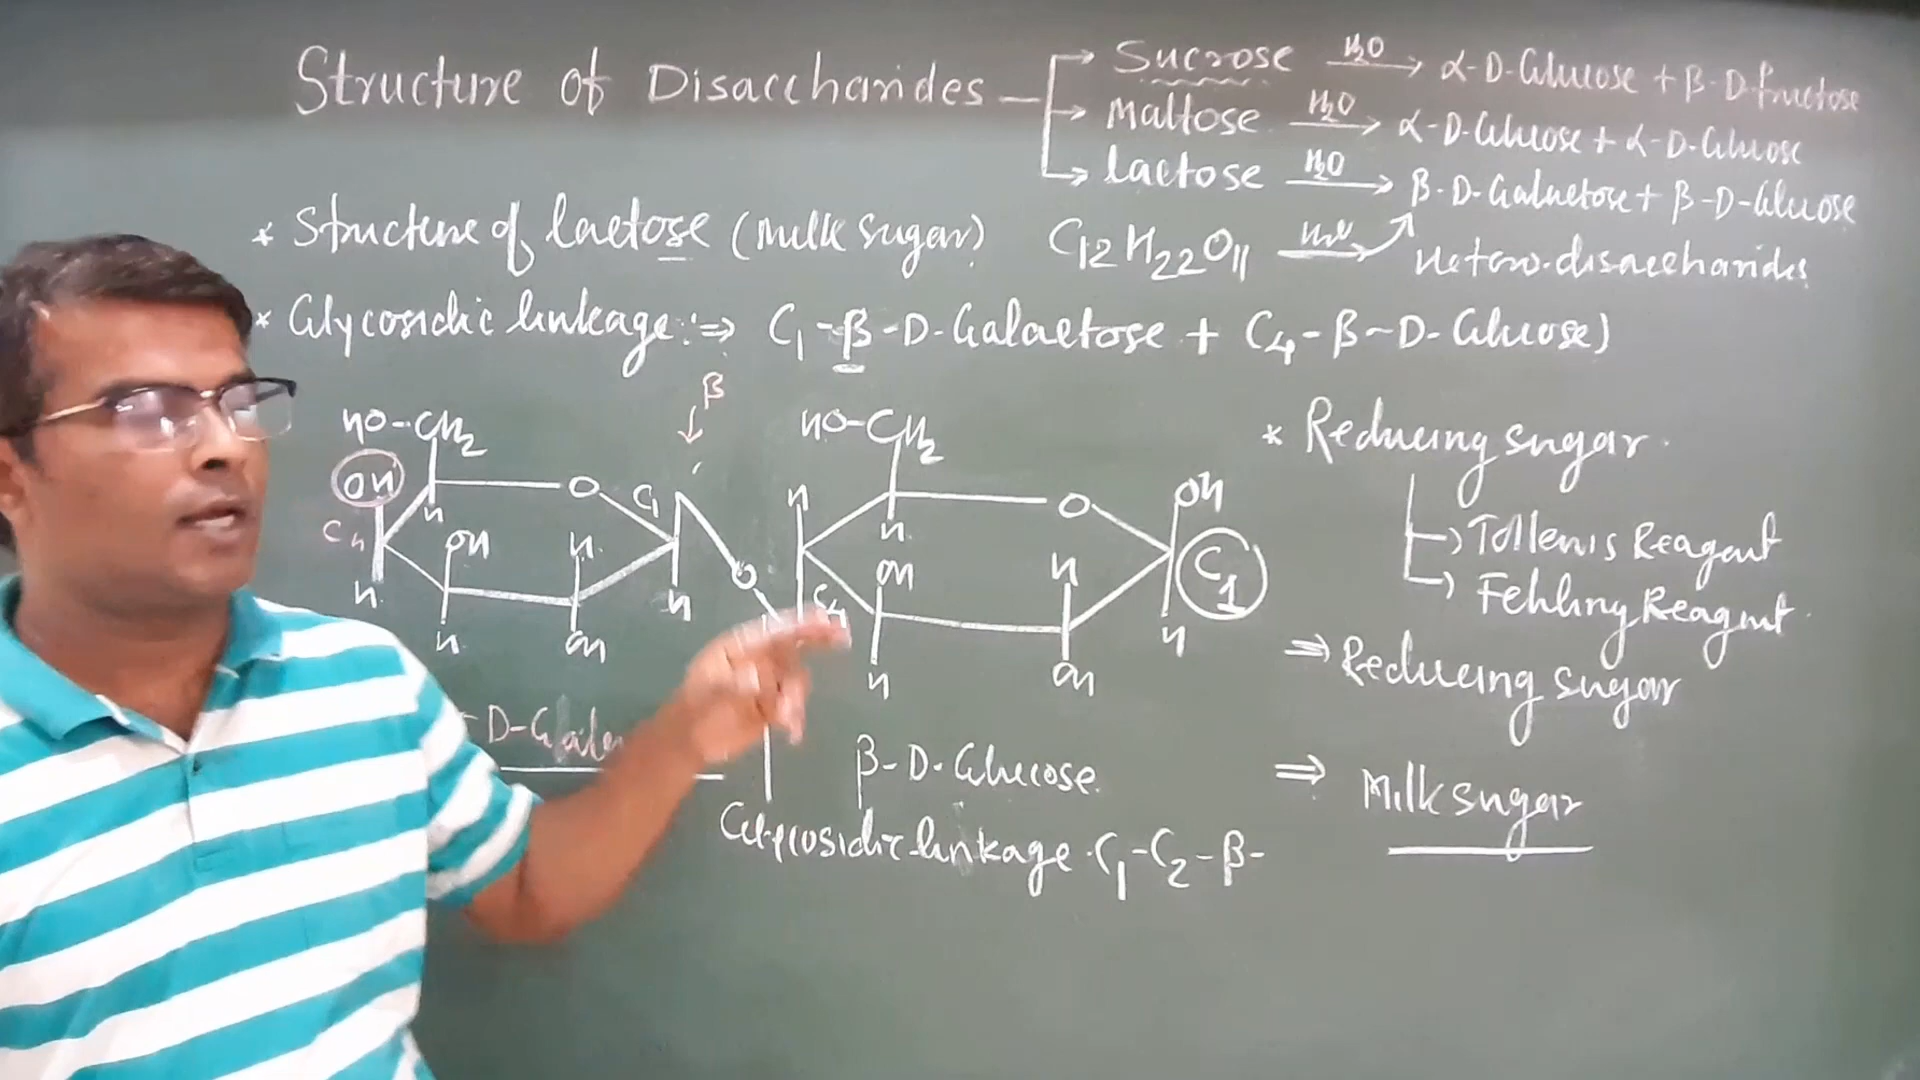 Structure of Disaccharides
Sucrose H2O → α-D-Glucose + β-D-fructose
Maltose H2O → α-D-Glucose + α-D-Glucose
lactose H2O → β-D-Galactose + β-D-Glucose
* Structure of lactose (Milk Sugar)
C12H22O11 H2O →
Hetero-disaccharides
* Glycosidic linkage :⇒ C1-β-D-Galactose + C4-β-D-Glucose)
β
HO-CH2
HO-CH2
OH O C1
H O OH
C4 H OH H
H OH H
H O H
C4 C1
H OH
H OH H
D-Galac
β-D-Glucose
Glycosidic linkage C1-C2-β-
* Reducing sugar.
→ Tollen's Reagent
→ Fehling Reagent
⇒ Reducing sugar
⇒ Milk sugar